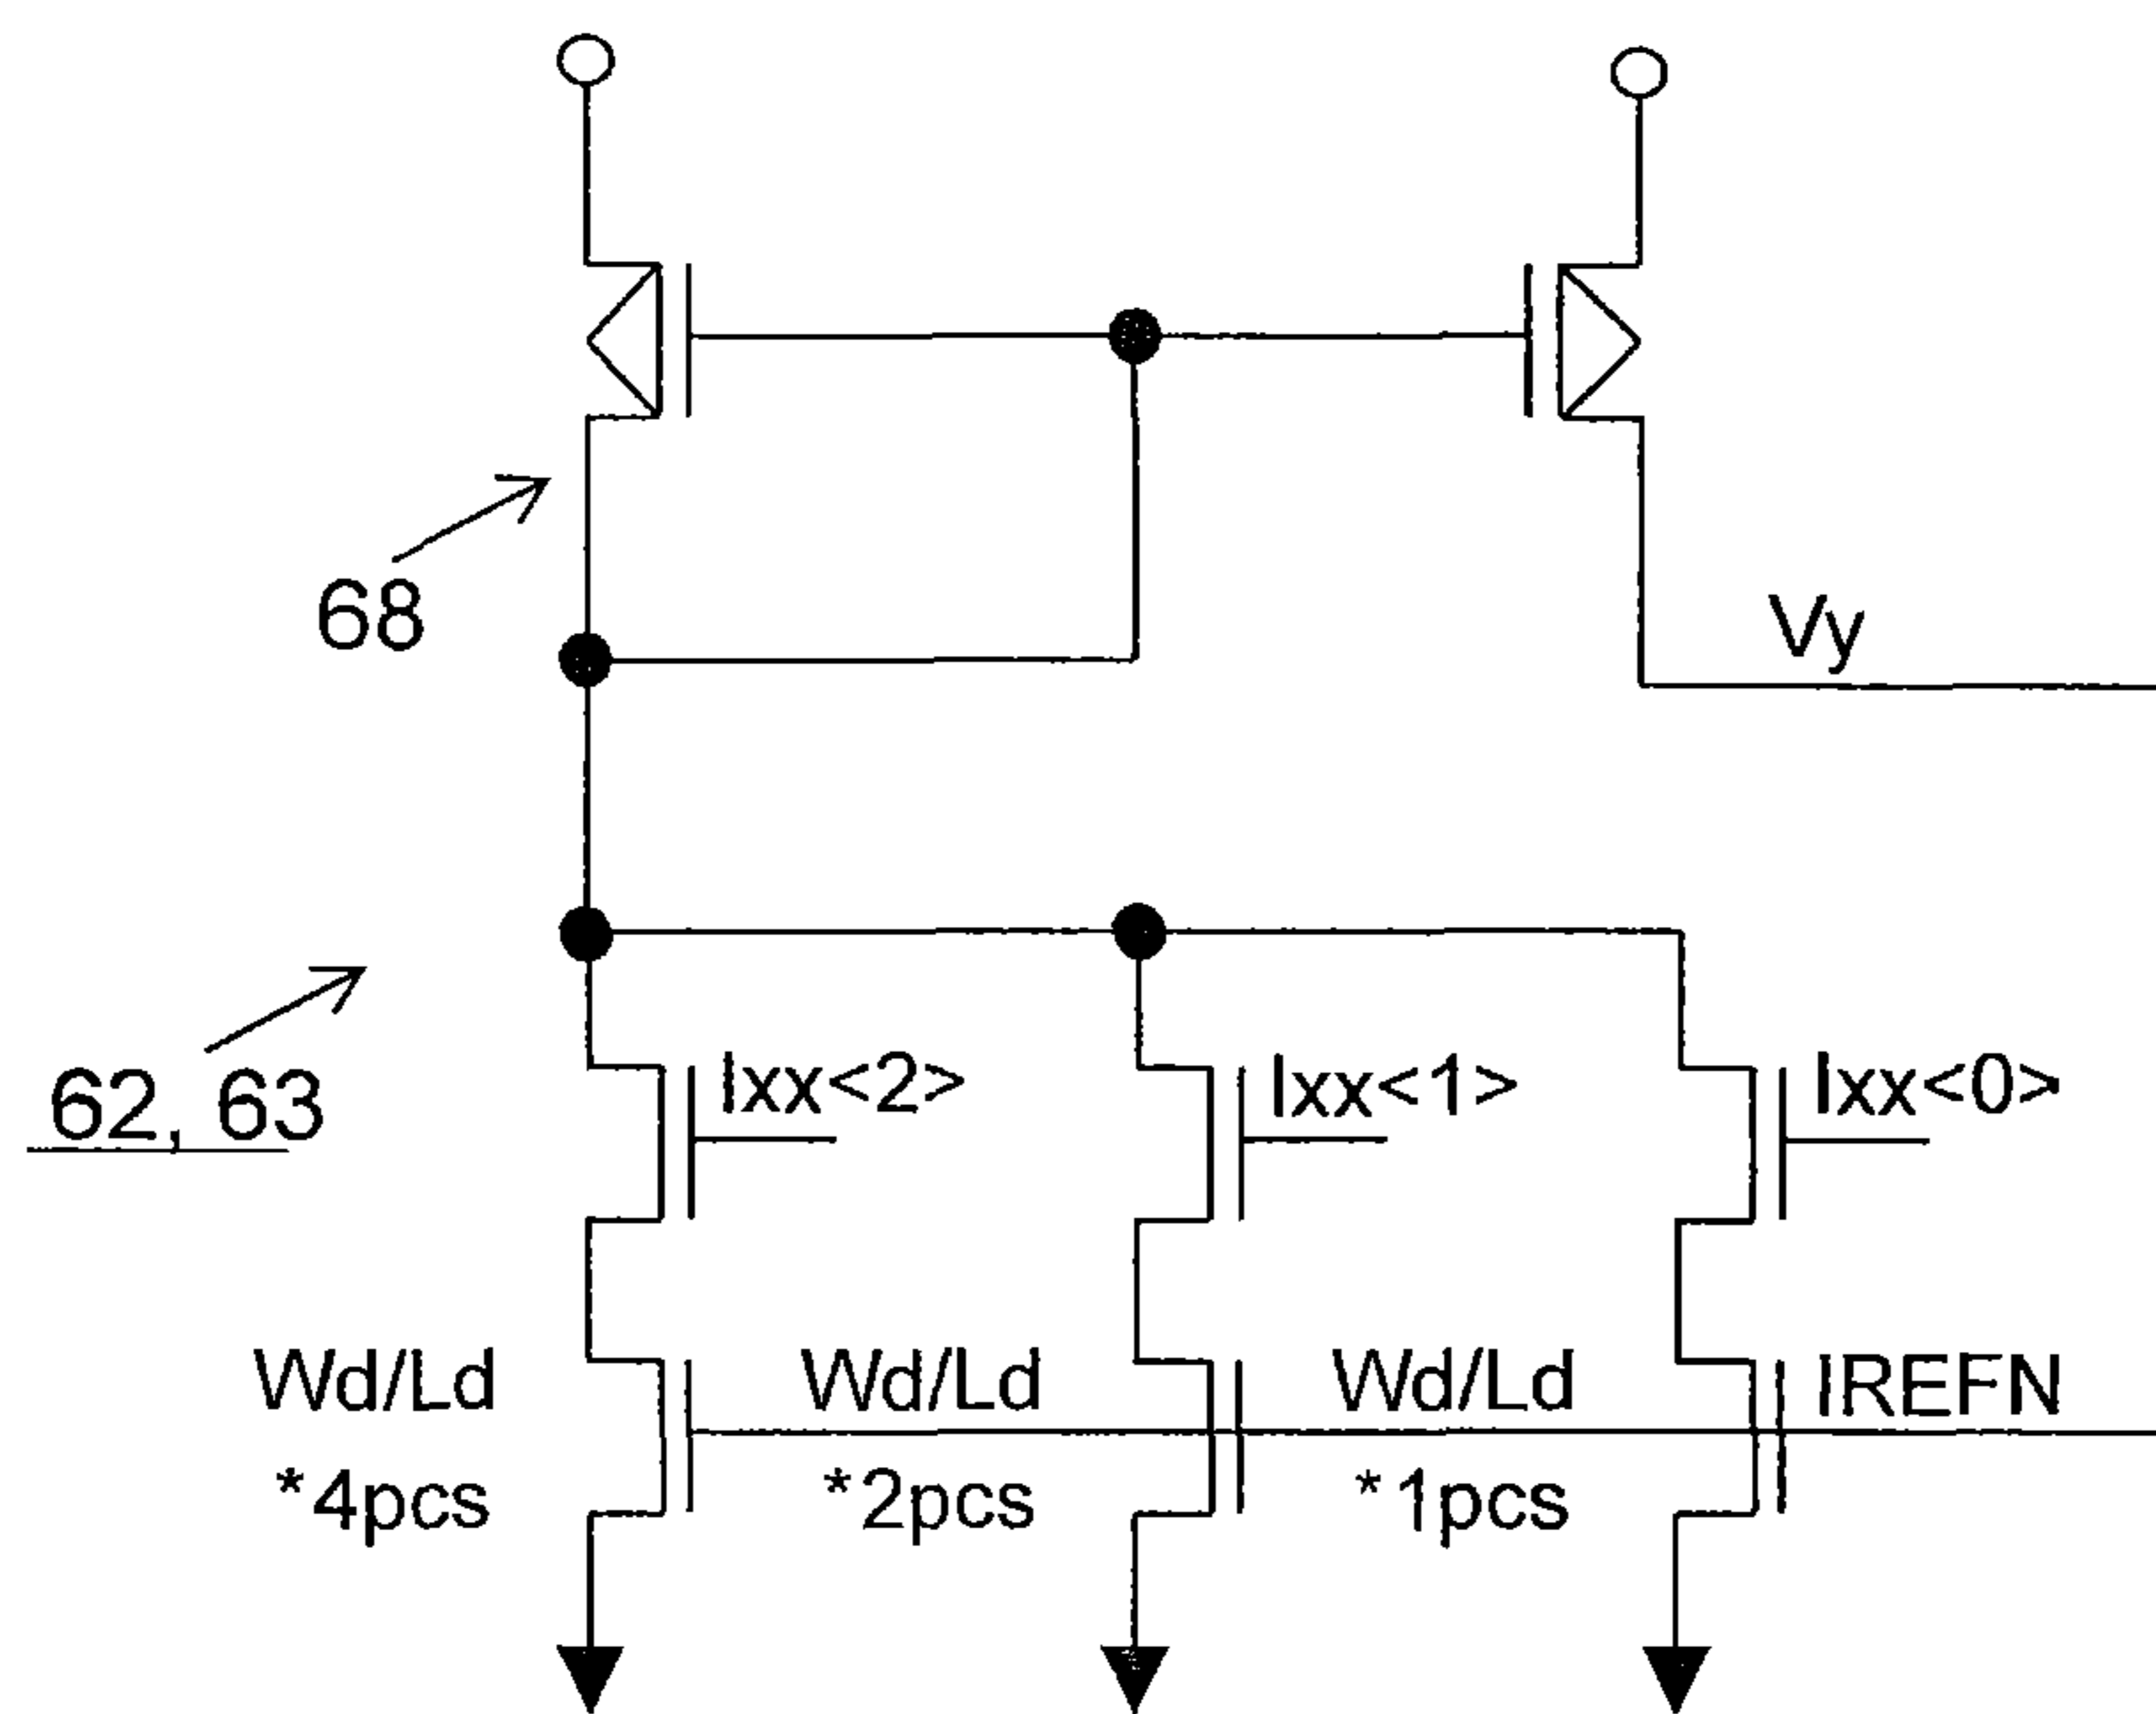 68
Vy
62, 63
Ixx<2>
Ixx<1>
Ixx<0>
Wd/Ld
*4pcs
Wd/Ld
*2pcs
Wd/Ld
*1pcs
IREFN